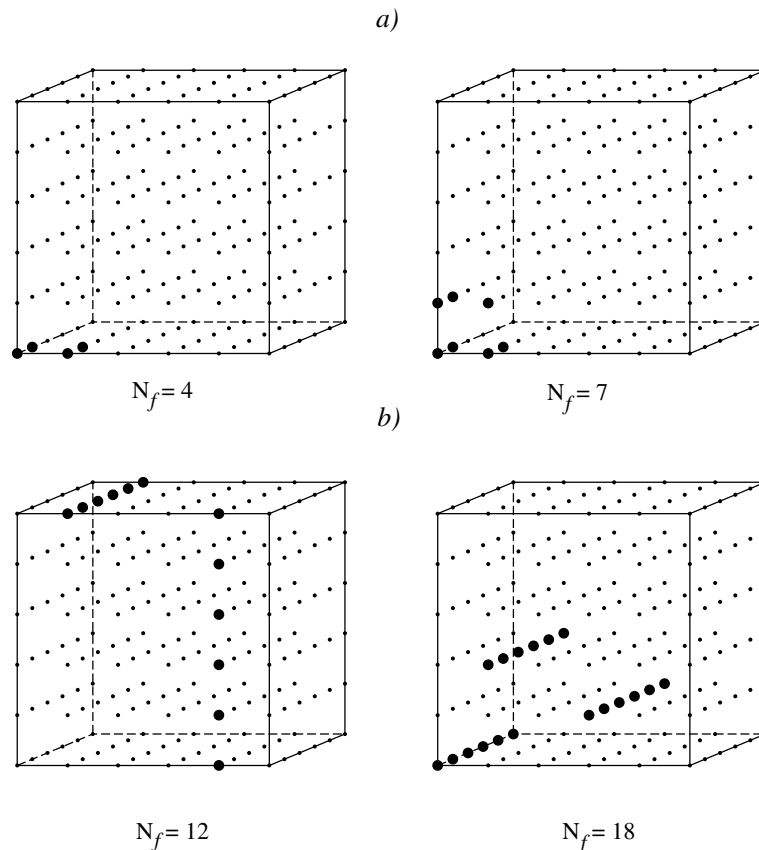 a)
N_f = 4
N_f = 7
b)
N_f = 12
N_f = 18